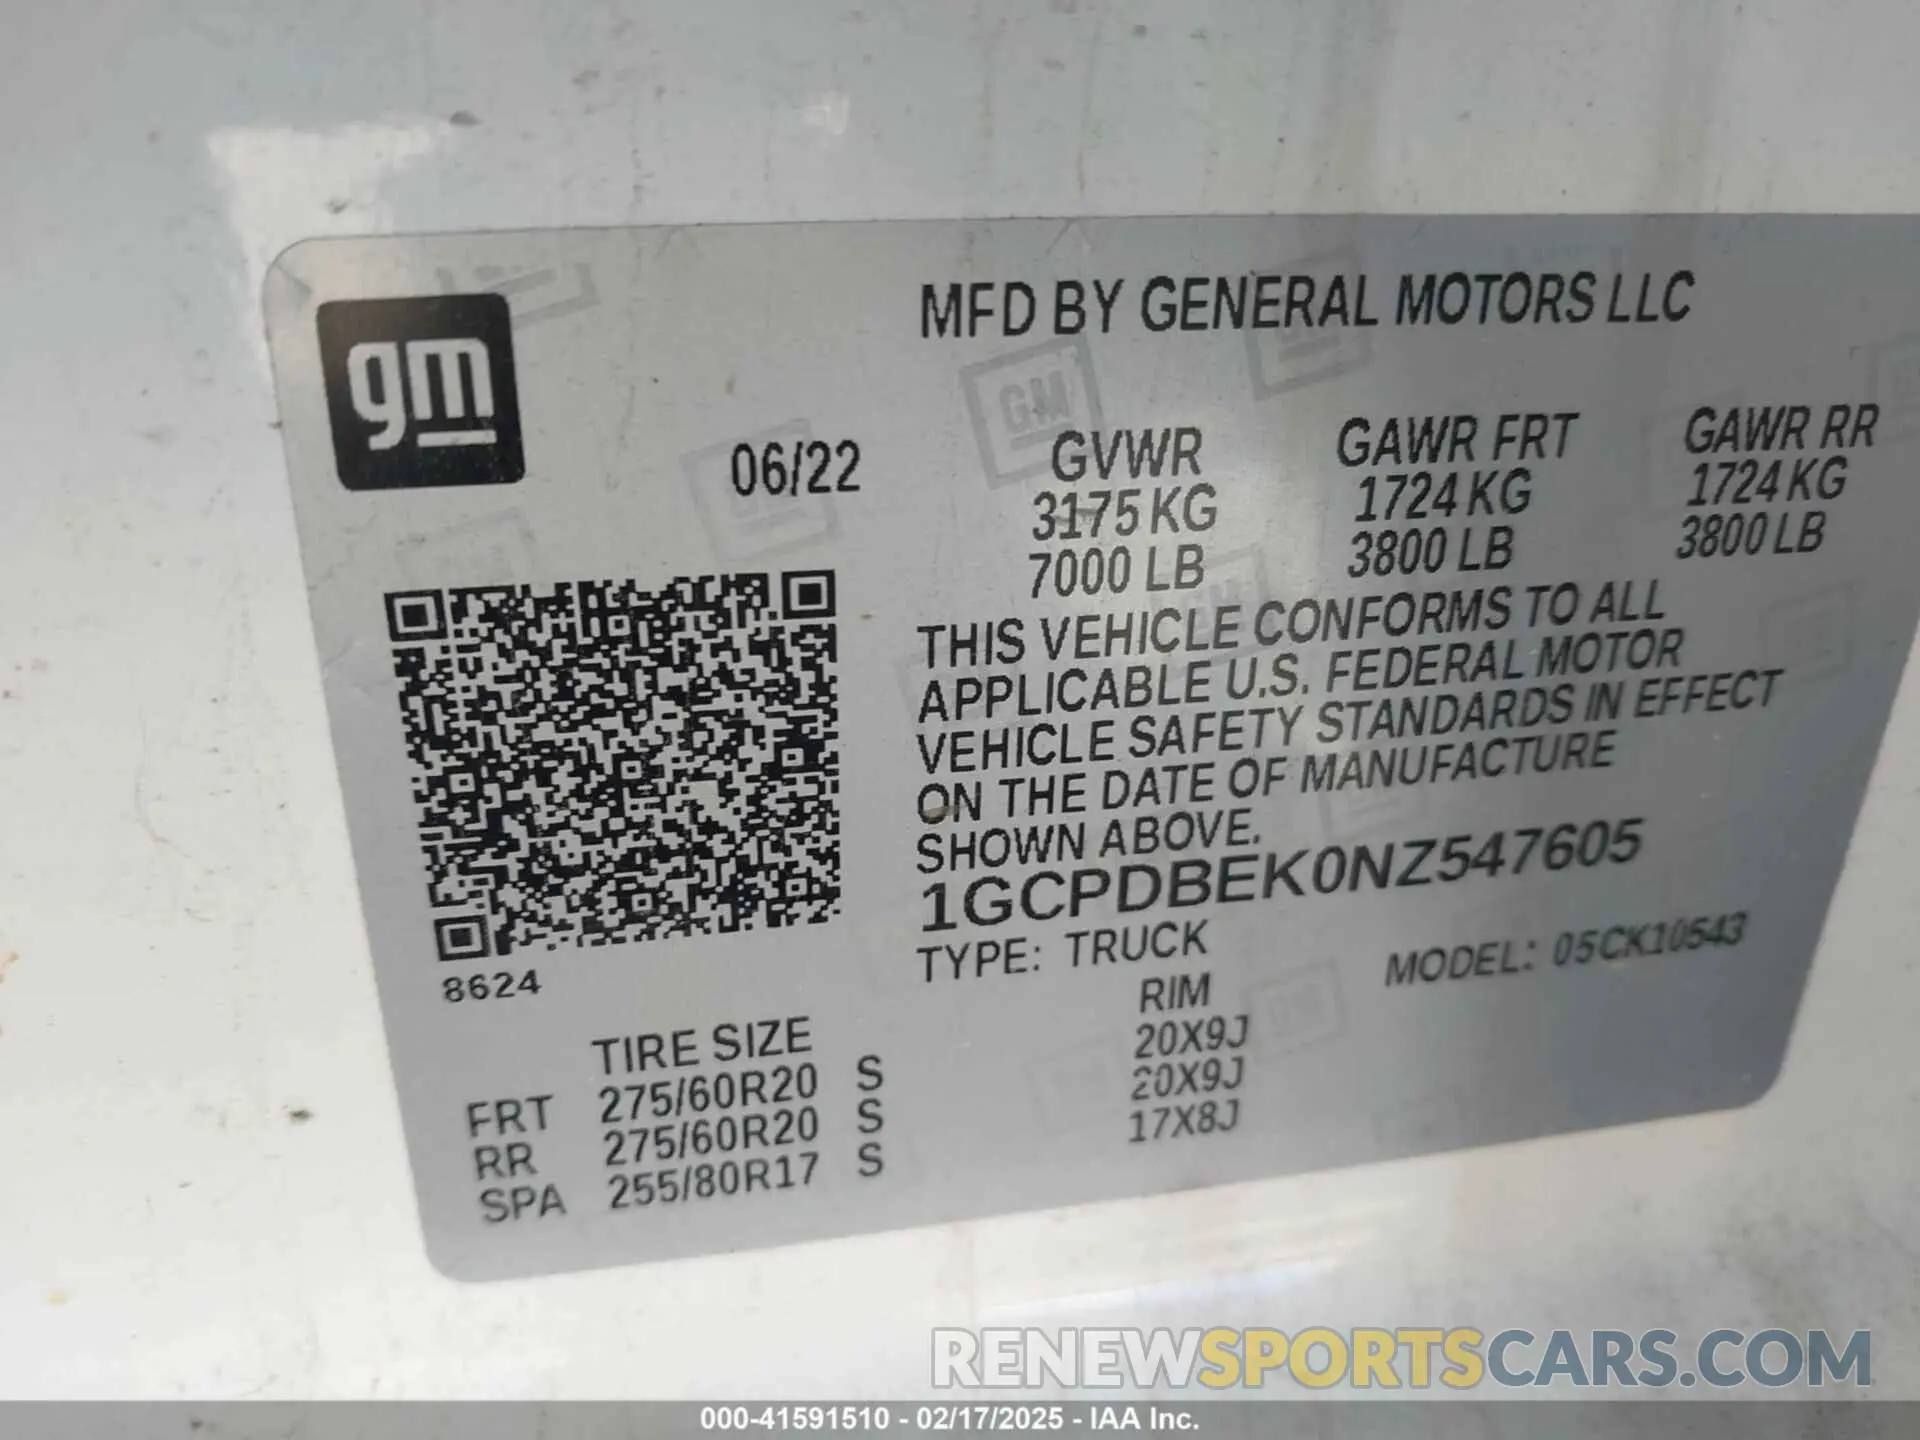 gm
MFD BY GENERAL MOTORS LLC
06/22
GVWR GAWR FRT GAWR RR
3175 KG 1724 KG 1724 KG
7000 LB 3800 LB 3800 LB
THIS VEHICLE CONFORMS TO ALL
APPLICABLE U.S. FEDERAL MOTOR
VEHICLE SAFETY STANDARDS IN EFFECT
ON THE DATE OF MANUFACTURE
SHOWN ABOVE.
1GCPDBEK0NZ547605
TYPE: TRUCK MODEL: 05CK10543
8624
TIRE SIZE RIM
FRT 275/60R20 S 20X9J
RR 275/60R20 S 20X9J
SPA 255/80R17 S 17X8J
RENEWSPORTSCARS.COM
000-41591510 - 02/17/2025 - IAA Inc.